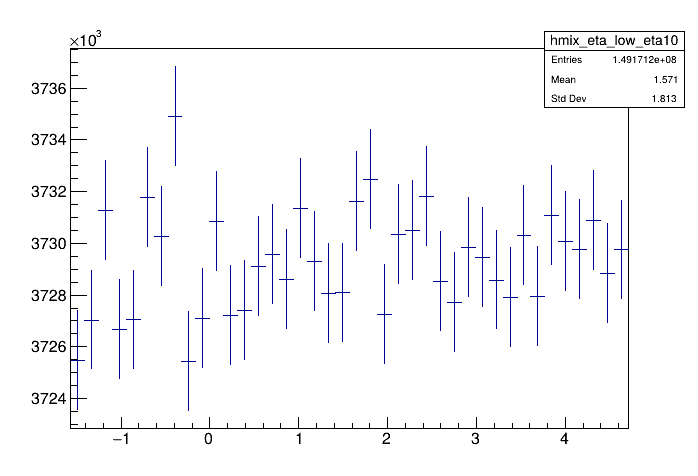 ×10³
hmix_eta_low_eta10
Entries 1.491712e+08
Mean 1.571
Std Dev 1.813
3736
3734
3732
3730
3728
3726
3724
−1 0 1 2 3 4